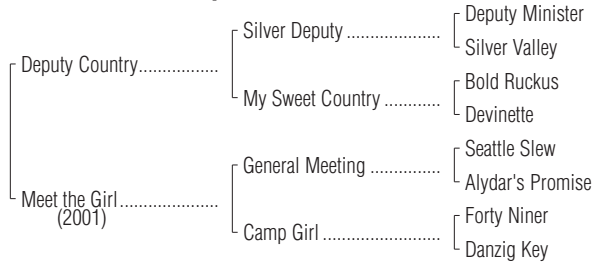 Deputy Minister
Silver Deputy ....................
Silver Valley
Deputy Country.................
Bold Ruckus
My Sweet Country ............
Devinette
Seattle Slew
General Meeting ...............
Alydar's Promise
Meet the Girl.....................
(2001)
Forty Niner
Camp Girl .........................
Danzig Key